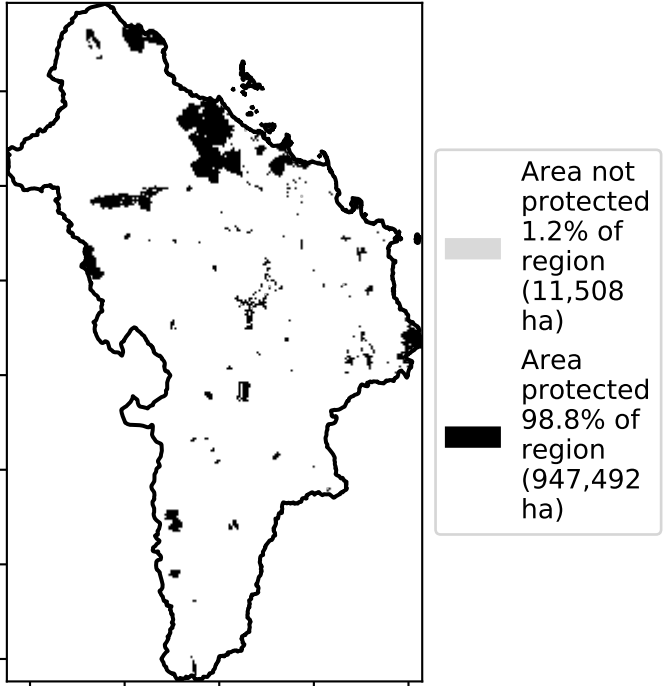 Area not
protected
1.2% of
region
(11,508
ha)
Area
protected
98.8% of
region
(947,492
ha)